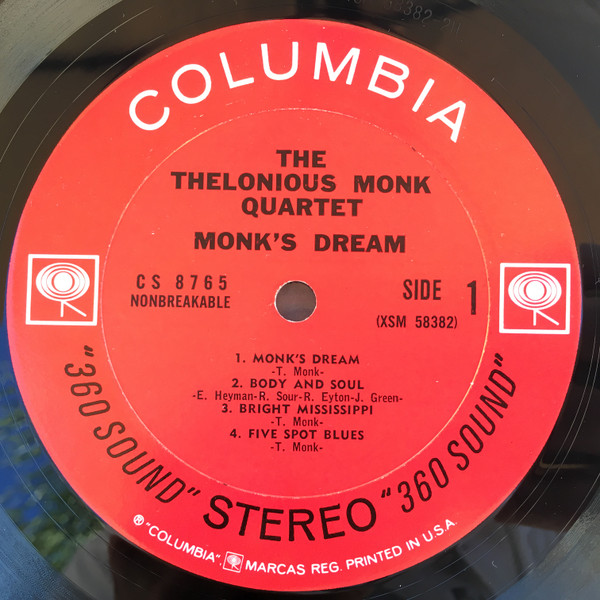 COLUMBIA
THE
THELONIOUS MONK
QUARTET
MONK'S DREAM
CS 8765
NONBREAKABLE
SIDE 1
(XSM 58382)
1. MONK'S DREAM
-T. Monk-
2. BODY AND SOUL
-E. Heyman-R. Sour-R. Eyton-J. Green-
3. BRIGHT MISSISSIPPI
-T. Monk-
4. FIVE SPOT BLUES
-T. Monk-
"360 SOUND" STEREO "360 SOUND"
® "COLUMBIA", MARCAS REG. PRINTED IN U.S.A.